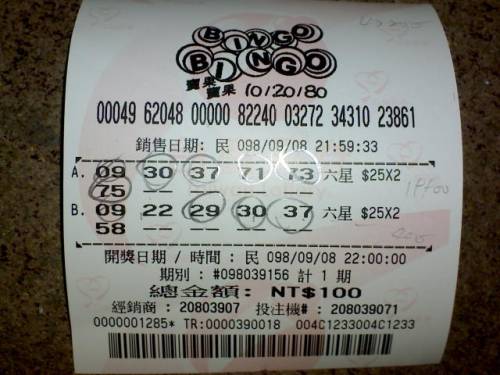 BINGO
BINGO
賓果
賓果 10/20/80
00049 62048 00000 82240 03272 34310 23861
銷售日期: 民 098/09/08 21:59:33
A. 09 30 37 71 73 六星 $25X2
75 -- -- -- --
B. 09 22 29 30 37 六星 $25X2
58 -- -- -- --
開獎日期 / 時間 : 民 098/09/08 22:00:00
期別 : #098039156 計 1 期
總金額: NT$100
經銷商 : 20803907 投注機# : 208039071
0000001285* TR:0000390018 004C1233004C1233